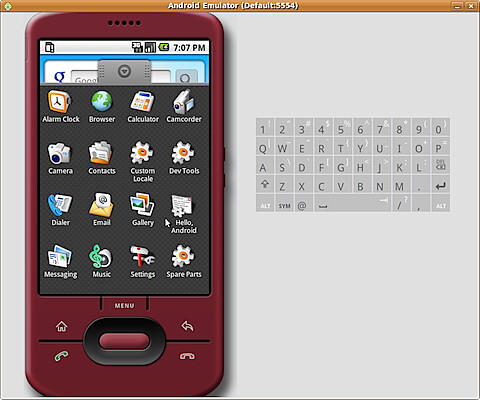 Android Emulator (Default:5554)
3G 7:07 PM
g Goog
Alarm Clock Browser Calculator Camcorder
Camera Contacts Custom Locale Dev Tools
Dialer Email Gallery Hello, Android
Messaging Music Settings Spare Parts
MENU
1 ! 2 @ 3 # 4 $ 5 % 6 ^ 7 & 8 * 9 ( 0 )
Q W E R T Y U I O P
A S D F G H J K L DEL
Z X C V B N M .
ALT SYM @ / ? , ALT